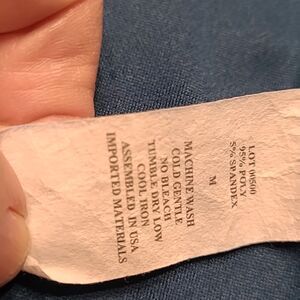 LOT 00500
95% POLY
5% SPANDEX
M
MACHINE WASH
COLD GENTLE
NO BLEACH
TUMBLE DRY LOW
COOL IRON
ASSEMBLED IN USA
IMPORTED MATERIALS